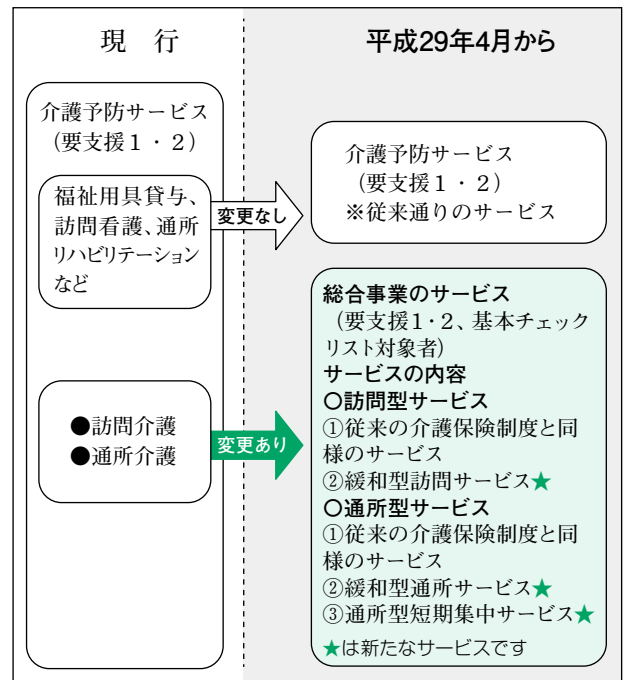 現 行
介護予防サービス
(要支援1・2)
福祉用具貸与、
訪問看護、通所
リハビリテーション
など
変更なし
●訪問介護
●通所介護
変更あり
平成29年4月から
介護予防サービス
(要支援1・2)
※従来通りのサービス
総合事業のサービス
(要支援1・2、基本チェック
リスト対象者)
サービスの内容
○訪問型サービス
①従来の介護保険制度と同
様のサービス
②緩和型訪問サービス★
○通所型サービス
①従来の介護保険制度と同
様のサービス
②緩和型通所サービス★
③通所型短期集中サービス★
★は新たなサービスです